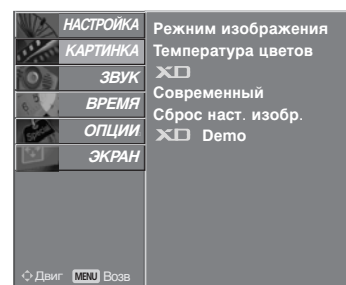 НАСТРОЙКА
КАРТИНКА
ЗВУК
ВРЕМЯ
ОПЦИИ
ЭКРАН
Режним изображения
Температура цветов
XD
Современный
Сброс наст. изобр.
XD Demo
Двиг MENU Возв